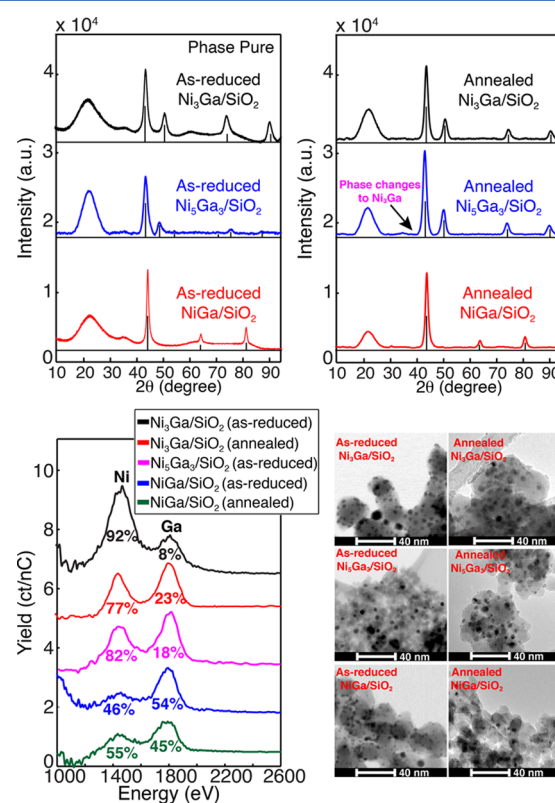 x 10⁴
Phase Pure
4
As-reduced
Ni₃Ga/SiO₂
3
As-reduced
Ni₅Ga₃/SiO₂
2
1
As-reduced
NiGa/SiO₂
0
Intensity (a.u.)
10 20 30 40 50 60 70 80 90
2θ (degree)
x 10⁴
4
Annealed
Ni₃Ga/SiO₂
3
Phase changes
to Ni₃Ga
Annealed
Ni₅Ga₃/SiO₂
2
Annealed
NiGa/SiO₂
0
Intensity (a.u.)
10 20 30 40 50 60 70 80 90
2θ (degree)
Ni₃Ga/SiO₂ (as-reduced)
Ni₃Ga/SiO₂ (annealed)
Ni₅Ga₃/SiO₂ (as-reduced)
NiGa/SiO₂ (as-reduced)
NiGa/SiO₂ (annealed)
10
8
6
4
2
0
Yield (ct/nC)
Ni
Ga
92%
8%
77%
23%
82%
18%
46%
54%
55%
45%
1000 1400 1800 2200 2600
Energy (eV)
As-reduced
Ni₃Ga/SiO₂
40 nm
Annealed
Ni₃Ga/SiO₂
40 nm
As-reduced
Ni₅Ga₃/SiO₂
40 nm
Annealed
Ni₅Ga₃/SiO₂
40 nm
As-reduced
NiGa/SiO₂
40 nm
Annealed
NiGa/SiO₂
40 nm